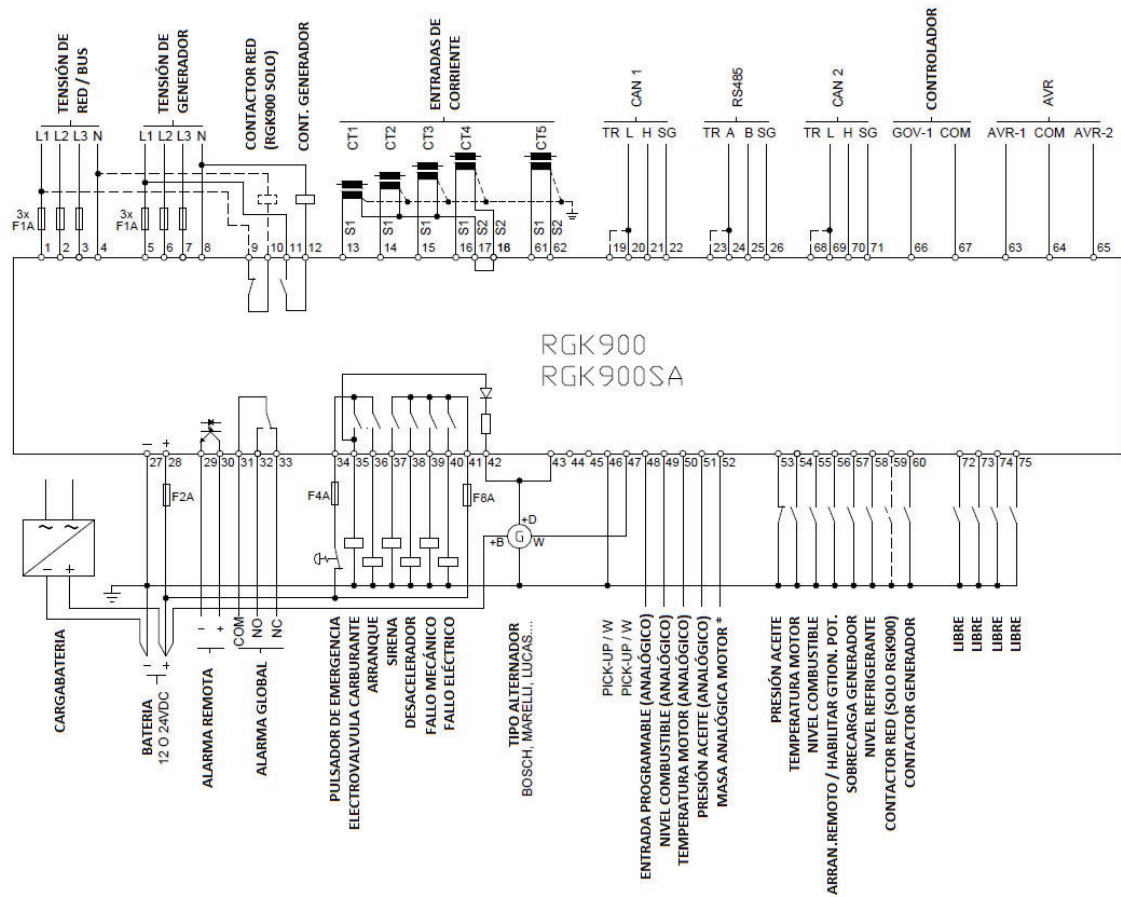 TENSIÓN DE
RED / BUS
TENSIÓN DE
GENERADOR
CONTACTOR RED
(RGK900 SOLO)
CONT. GENERADOR
ENTRADAS DE
CORRIENTE
CAN 1
RS485
CAN 2
CONTROLADOR
AVR
L1 L2 L3 N
L1 L2 L3 N
CT1
CT2
CT3
CT4
CT5
TR L H SG
TR A B SG
TR L H SG
GOV-1 COM
AVR-1 COM AVR-2
3x
F1A
3x
F1A
S1
S1
S1
S1
S2
S2
S1
S2
1 2 3 4 5 6 7 8 9 10 11 12 13 14 15 16 17 18 61 62 19 20 21 22 23 24 25 26 68 69 70 71 66 67 63 64 65
RGK900
RGK900SA
– +
27 28 29 30 31 32 33 34 35 36 37 38 39 40 41 42 43 44 45 46 47 48 49 50 51 52 53 54 55 56 57 58 59 60 72 73 74 75
F2A
F4A
F8A
+D
+B
G
W
~ ~
– +
– +
– +
COM
NO
NC
CARGABATERIA
BATERIA
12 O 24VDC
ALARMA REMOTA
ALARMA GLOBAL
PULSADOR DE EMERGENCIA
ELECTROVALVULA CARBURANTE
ARRANQUE
SIRENA
DESACELERADOR
FALLO MECÁNICO
FALLO ELÉCTRICO
TIPO ALTERNADOR
BOSCH, MARELLI, LUCAS....
PICK-UP / W
PICK-UP / W
ENTRADA PROGRAMABLE (ANALÓGICO)
NIVEL COMBUSTIBLE (ANALÓGICO)
TEMPERATURA MOTOR (ANALÓGICO)
PRESIÓN ACEITE (ANALÓGICO)
MASA ANALÓGICA MOTOR *
PRESIÓN ACEITE
TEMPERATURA MOTOR
NIVEL COMBUSTIBLE
ARRAN.REMOTO / HABILITAR GTION. POT.
SOBRECARGA GENERADOR
NIVEL REFRIGERANTE
CONTACTOR RED (SOLO RGK900)
CONTACTOR GENERADOR
LIBRE
LIBRE
LIBRE
LIBRE